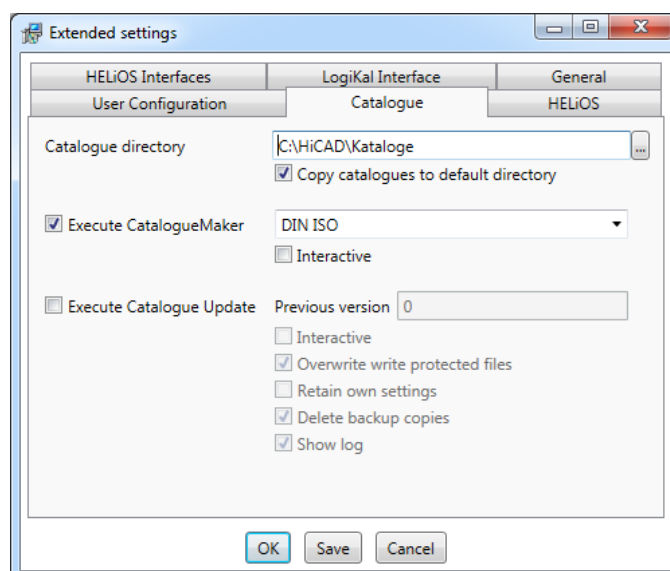 Extended settings
HELiOS Interfaces LogiKal Interface General
User Configuration Catalogue HELiOS
Catalogue directory C:\HiCAD\Kataloge ...
Copy catalogues to default directory
Execute CatalogueMaker DIN ISO
Interactive
Execute Catalogue Update Previous version 0
Interactive
Overwrite write protected files
Retain own settings
Delete backup copies
Show log
OK Save Cancel